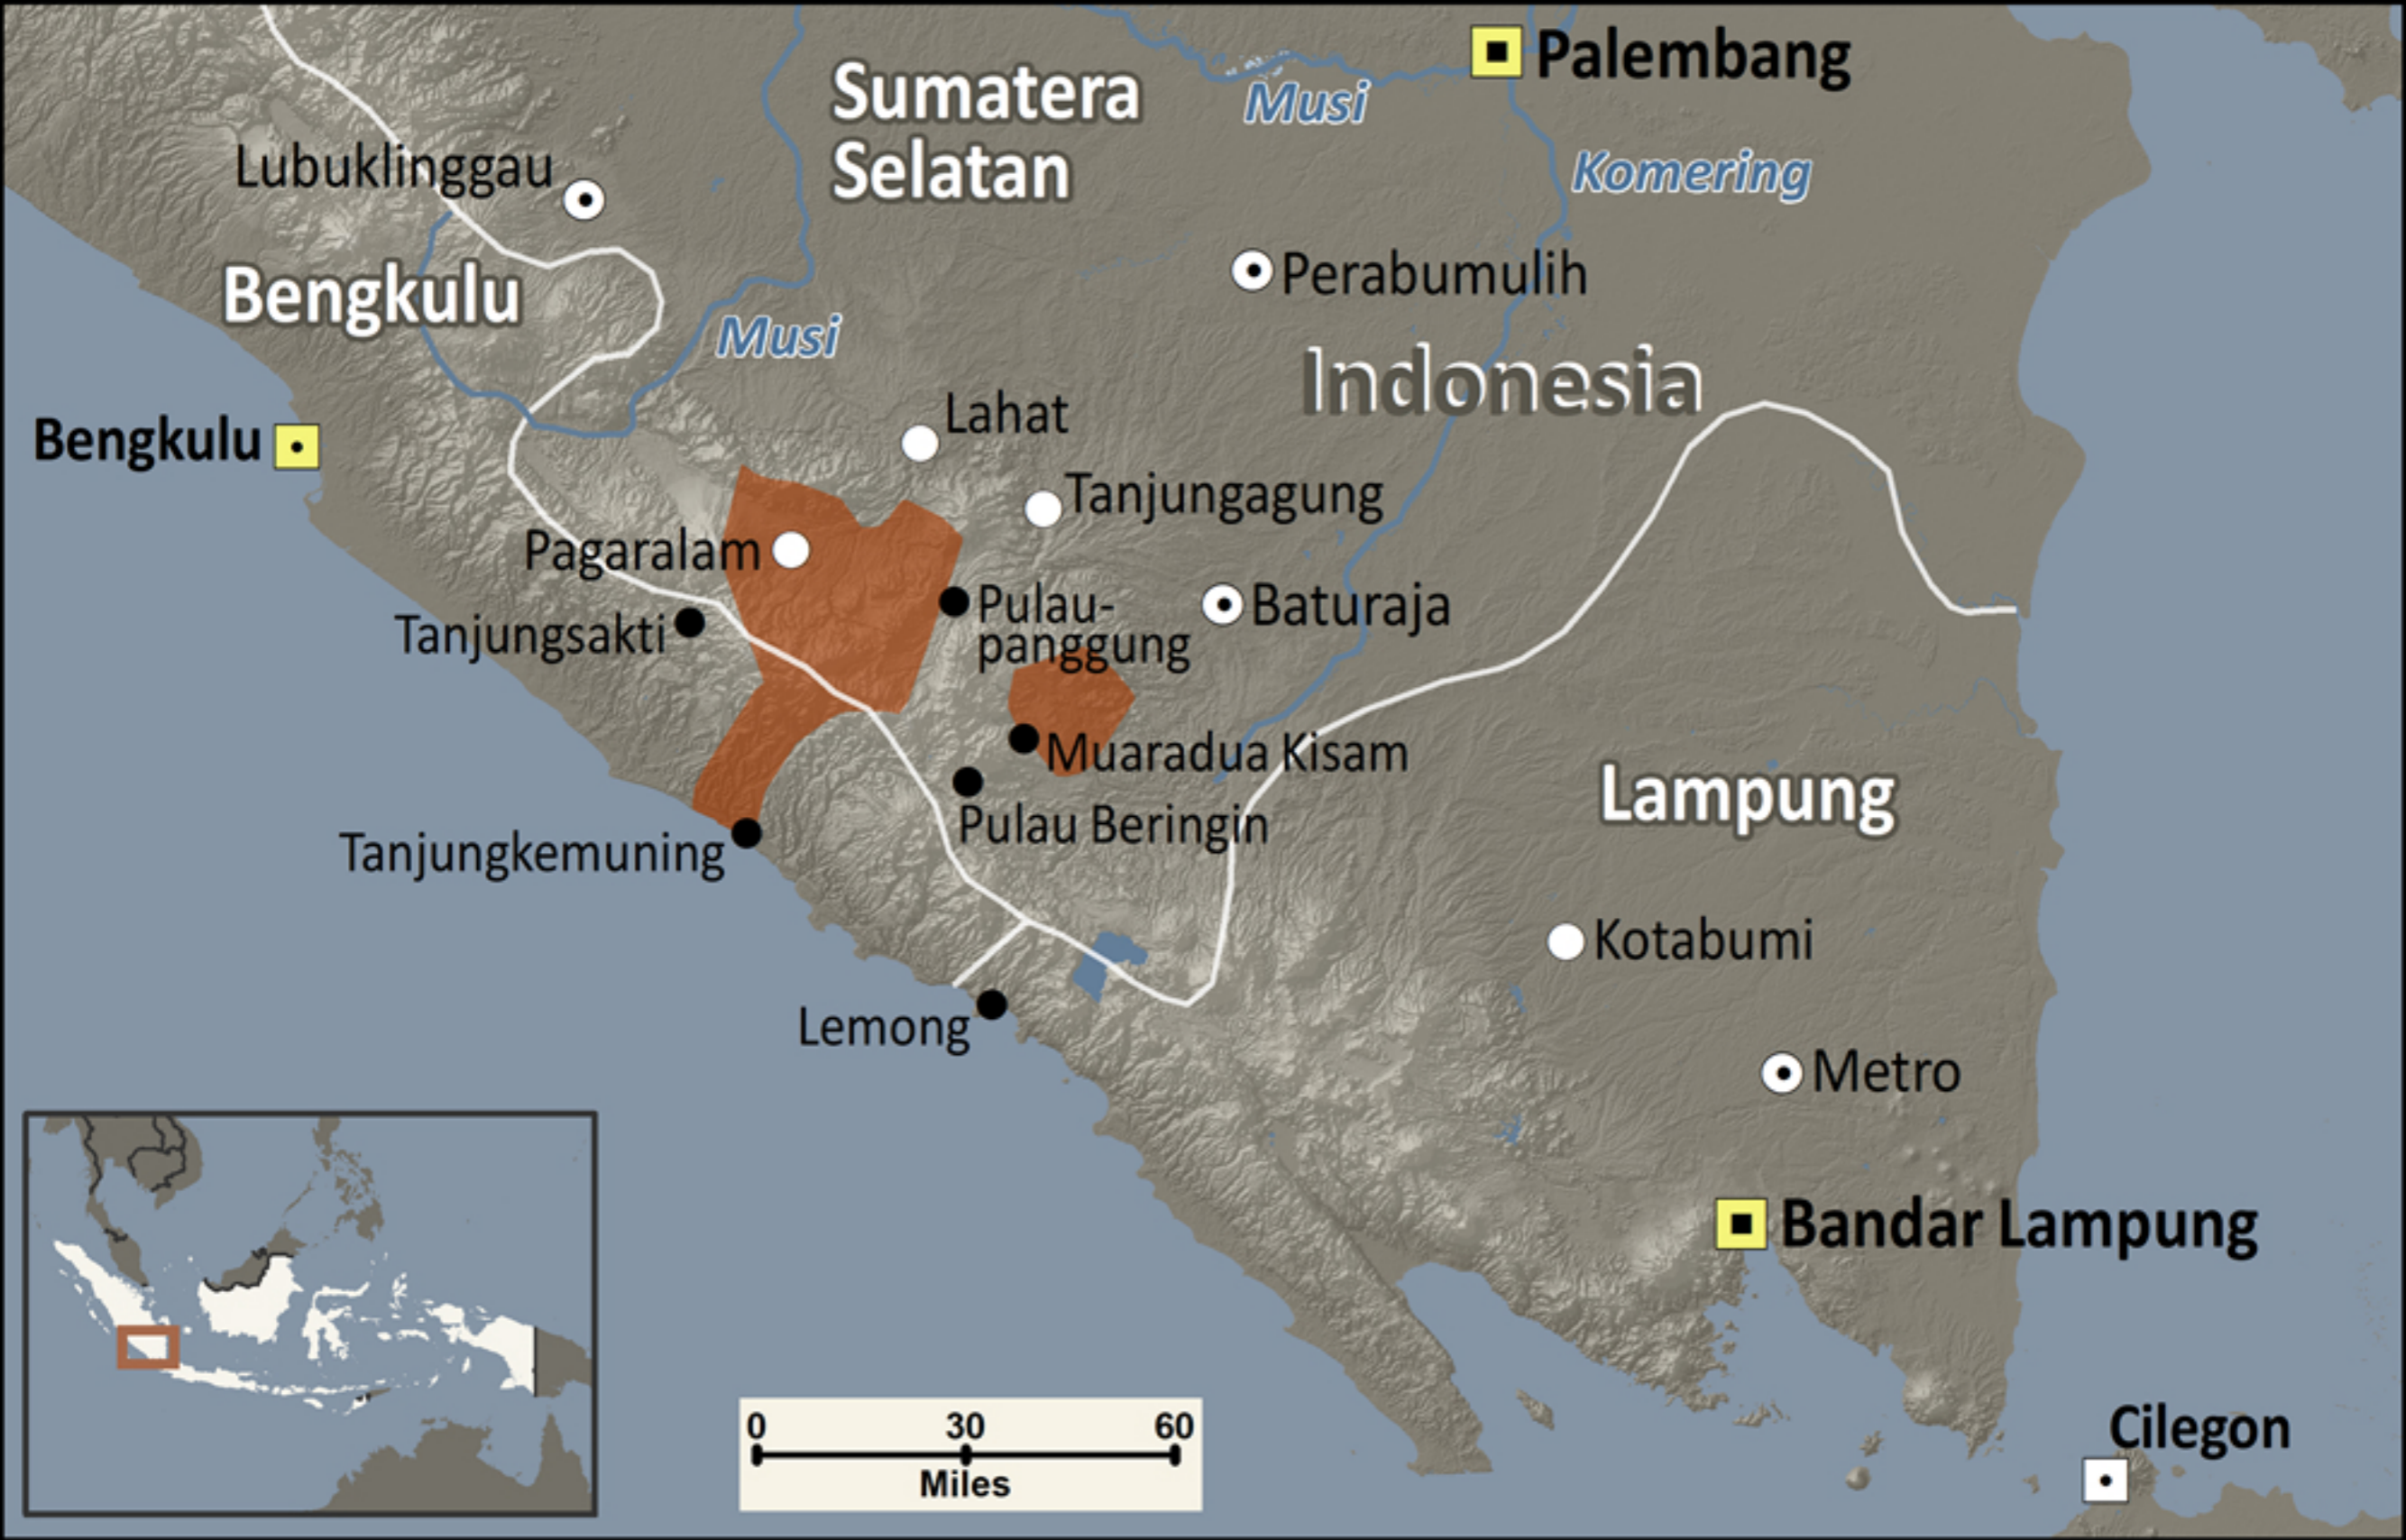 Palembang
Sumatera
Selatan
Musi
Komering
Lubuklinggau
Perabumulih
Bengkulu
Musi
Indonesia
Lahat
Bengkulu
Tanjungagung
Pagaralam
Pulau-
panggung
Baturaja
Tanjungsakti
Muaradua Kisam
Lampung
Pulau Beringin
Tanjungkemuning
Kotabumi
Lemong
Metro
Bandar Lampung
0 30 60
Miles
Cilegon